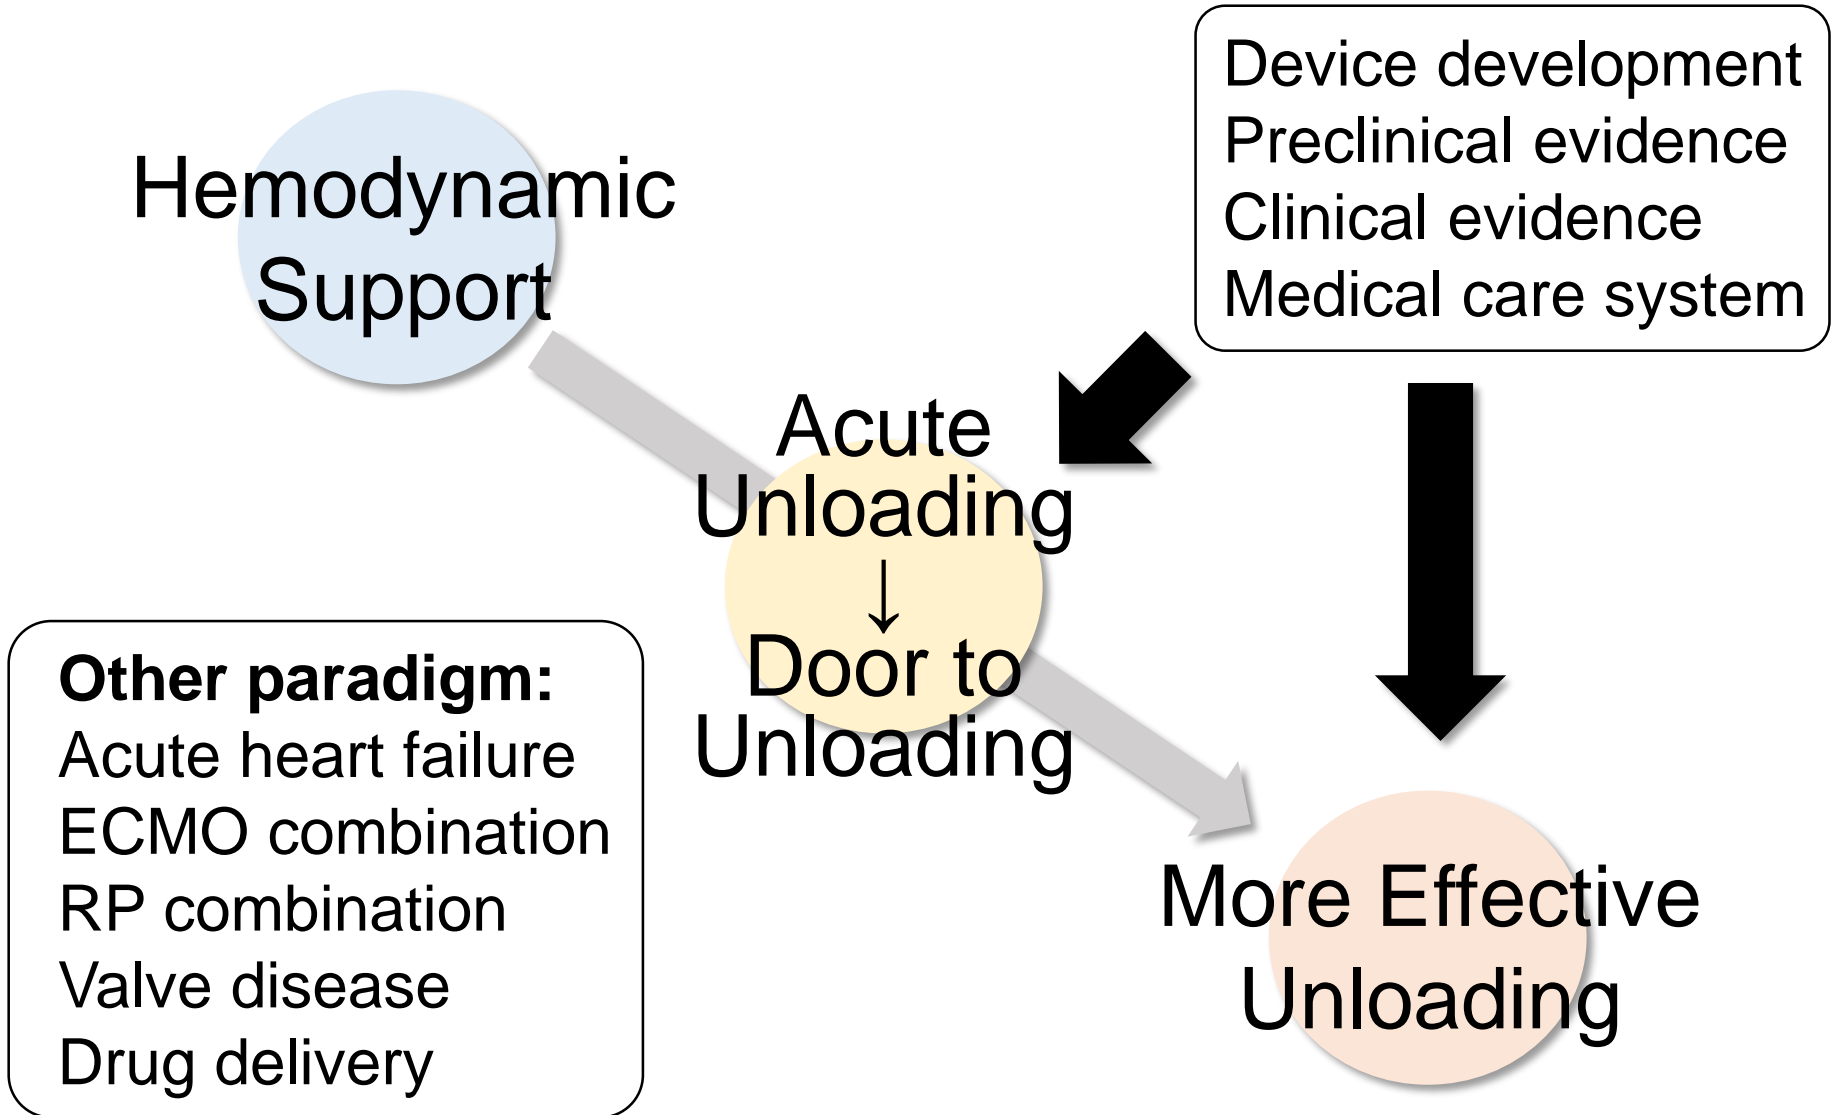 Hemodynamic
Support
Device development
Preclinical evidence
Clinical evidence
Medical care system
Acute
Unloading
↓
Door to
Unloading
Other paradigm:
Acute heart failure
ECMO combination
RP combination
Valve disease
Drug delivery
More Effective
Unloading